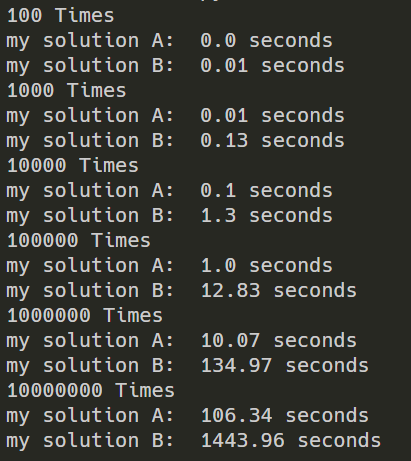 100 Times
my solution A:  0.0 seconds
my solution B:  0.01 seconds
1000 Times
my solution A:  0.01 seconds
my solution B:  0.13 seconds
10000 Times
my solution A:  0.1 seconds
my solution B:  1.3 seconds
100000 Times
my solution A:  1.0 seconds
my solution B:  12.83 seconds
1000000 Times
my solution A:  10.07 seconds
my solution B:  134.97 seconds
10000000 Times
my solution A:  106.34 seconds
my solution B:  1443.96 seconds